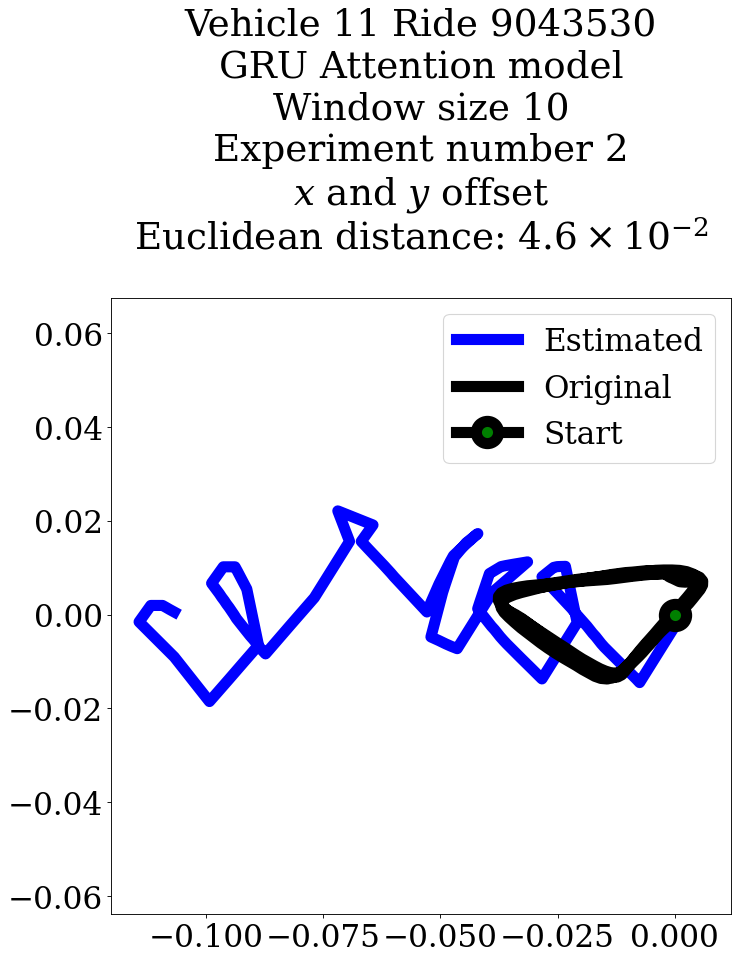 Vehicle 11 Ride 9043530
GRU Attention model
Window size 10
Experiment number 2
x and y offset
Euclidean distance: 4.6 × 10⁻²
Estimated
Original
Start
0.06
0.04
0.02
0.00
−0.02
−0.04
−0.06
−0.100 −0.075 −0.050 −0.025 0.000